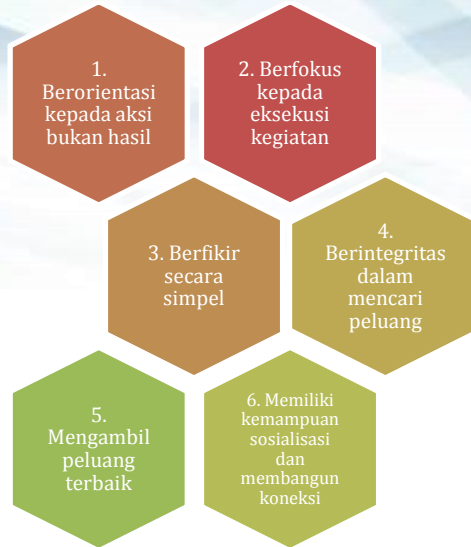 1.
Berorientasi
kepada aksi
bukan hasil
2. Berfokus
kepada
eksekusi
kegiatan
3. Berfikir
secara
simpel
4.
Berintegritas
dalam
mencari
peluang
5.
Mengambil
peluang
terbaik
6. Memiliki
kemampuan
sosialisasi
dan
membangun
koneksi